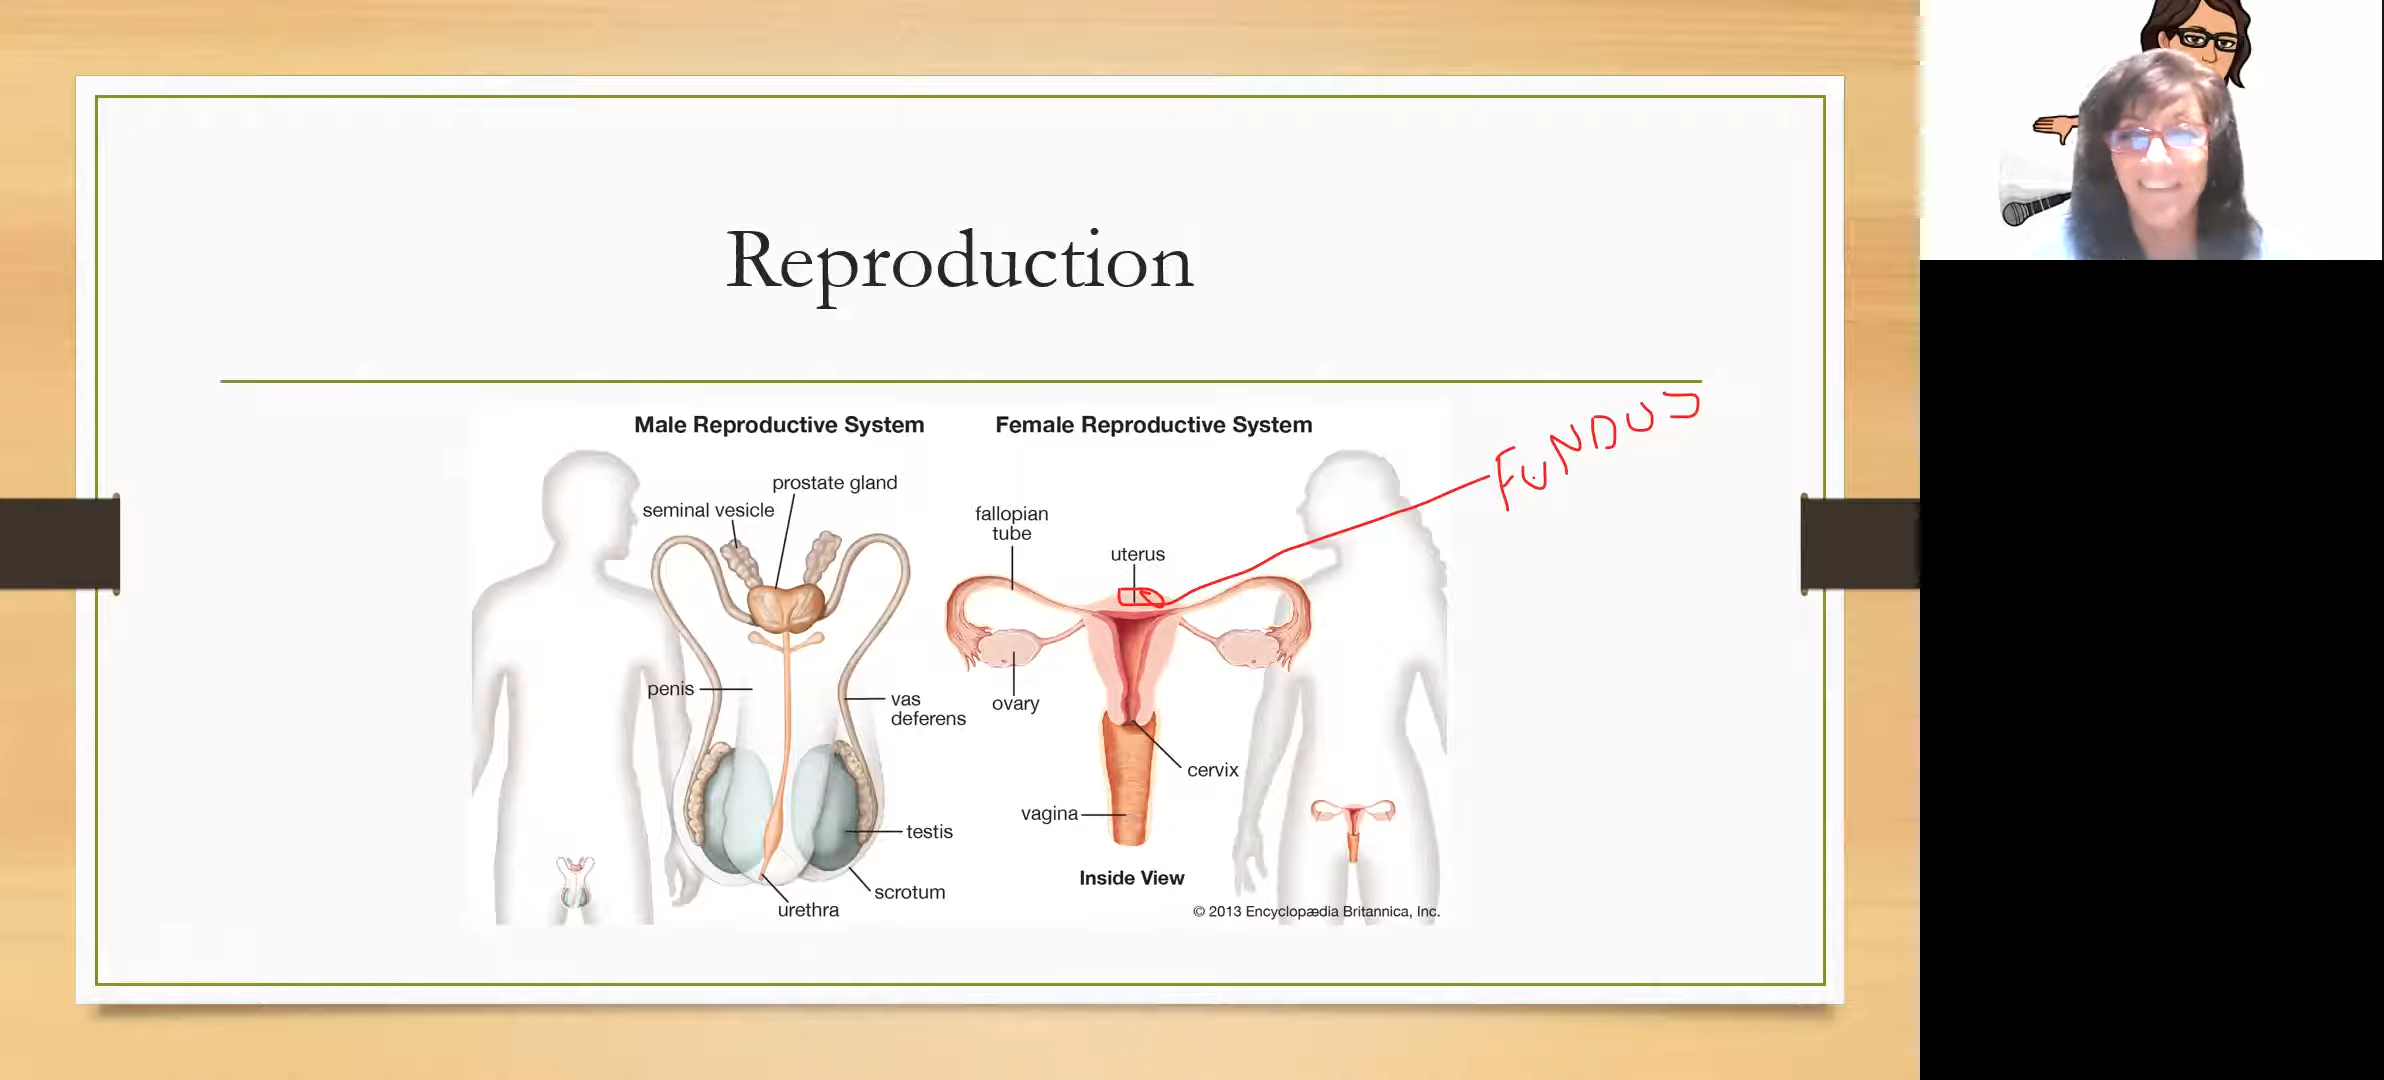 Reproduction
Male Reproductive System
Female Reproductive System
FUNDUS
prostate gland
seminal vesicle
penis
vas
deferens
testis
scrotum
urethra
fallopian
tube
uterus
ovary
cervix
vagina
Inside View
© 2013 Encyclopædia Britannica, Inc.